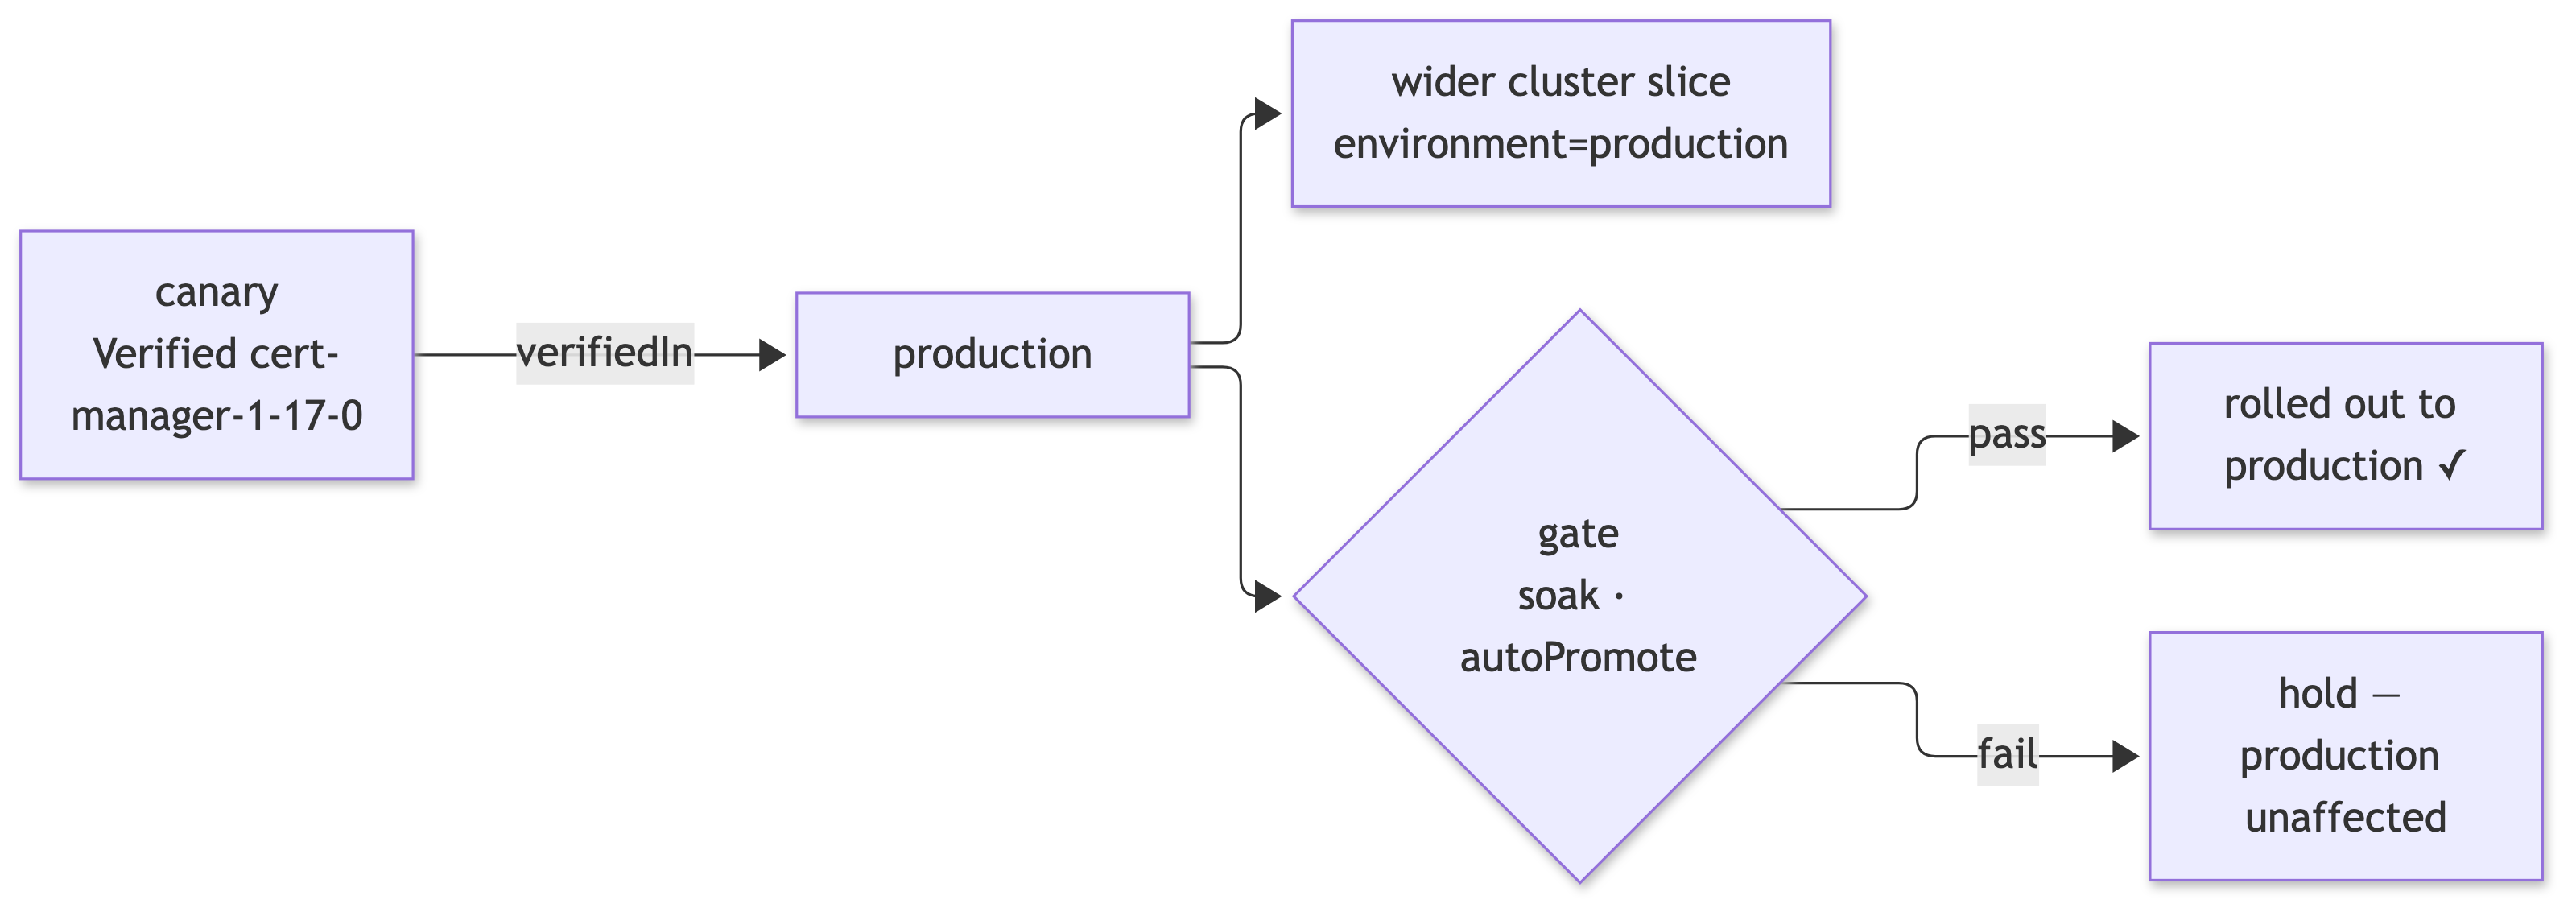 canary
Verified cert-
manager-1-17-0
verifiedIn
production
wider cluster slice
environment=production
gate
soak ·
autoPromote
pass
rolled out to
production ✓
fail
hold —
production
unaffected